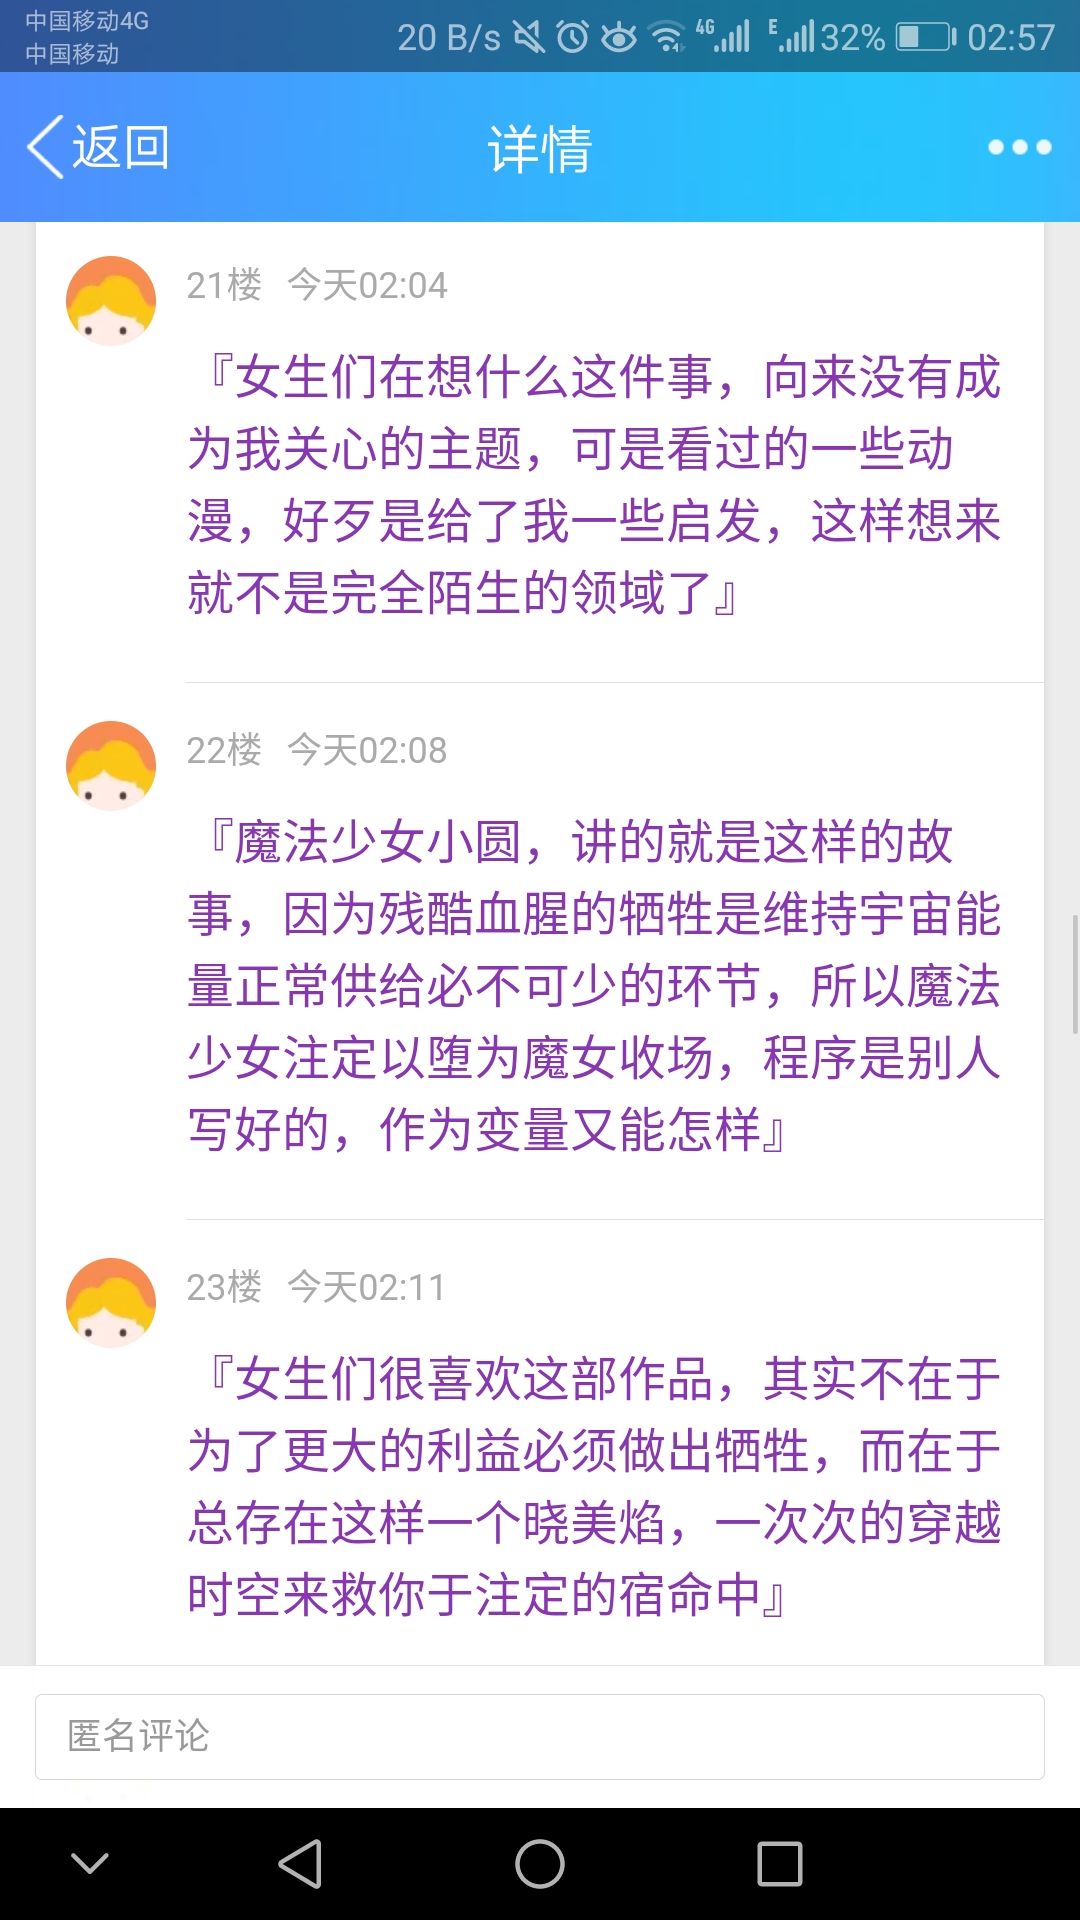 中国移动4G
中国移动
20 B/s 4G E 32% 02:57
返回 详情
21楼 今天02:04
『女生们在想什么这件事，向来没有成
为我关心的主题，可是看过的一些动
漫，好歹是给了我一些启发，这样想来
就不是完全陌生的领域了』
22楼 今天02:08
『魔法少女小圆，讲的就是这样的故
事，因为残酷血腥的牺牲是维持宇宙能
量正常供给必不可少的环节，所以魔法
少女注定以堕为魔女收场，程序是别人
写好的，作为变量又能怎样』
23楼 今天02:11
『女生们很喜欢这部作品，其实不在于
为了更大的利益必须做出牺牲，而在于
总存在这样一个晓美焰，一次次的穿越
时空来救你于注定的宿命中』
匿名评论